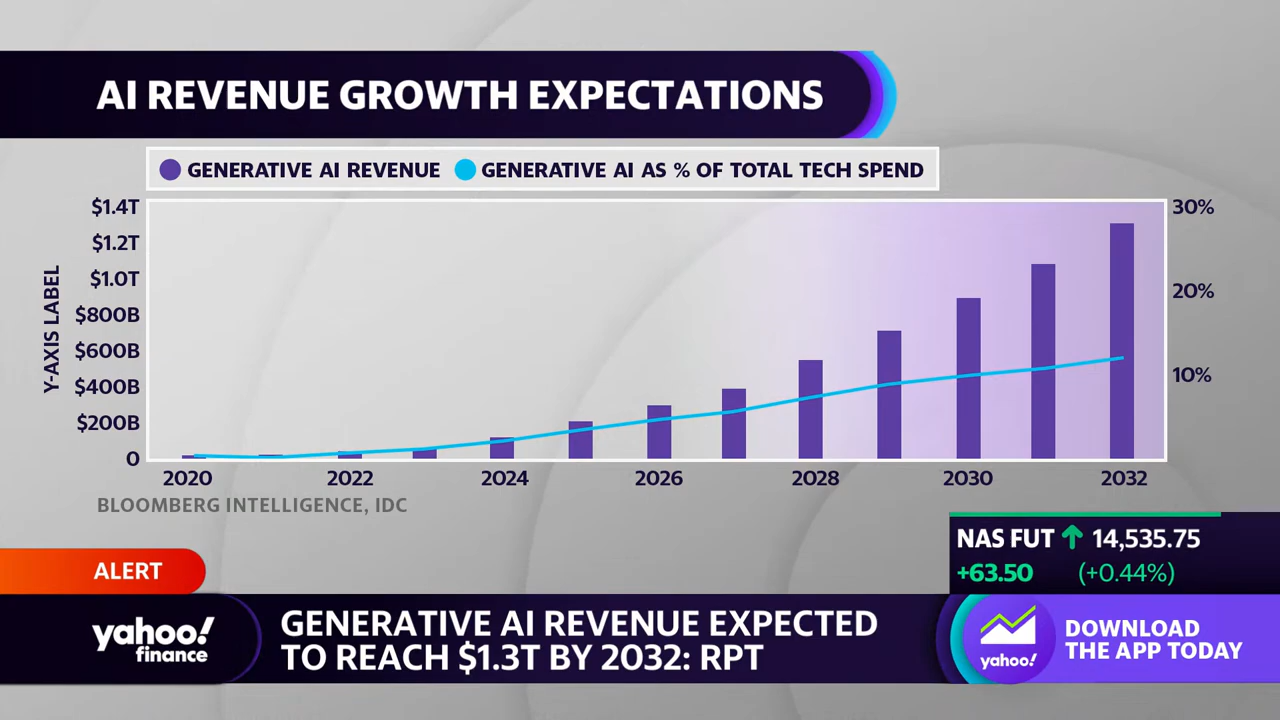 AI REVENUE GROWTH EXPECTATIONS
GENERATIVE AI REVENUE GENERATIVE AI AS % OF TOTAL TECH SPEND
$1.4T
$1.2T
$1.0T
$800B
$600B
$400B
$200B
0
Y-AXIS LABEL
30%
20%
10%
2020 2022 2024 2026 2028 2030 2032
BLOOMBERG INTELLIGENCE, IDC
NAS FUT 14,535.75
+63.50 (+0.44%)
ALERT
yahoo!
finance
GENERATIVE AI REVENUE EXPECTED
TO REACH $1.3T BY 2032: RPT
yahoo!
DOWNLOAD
THE APP TODAY